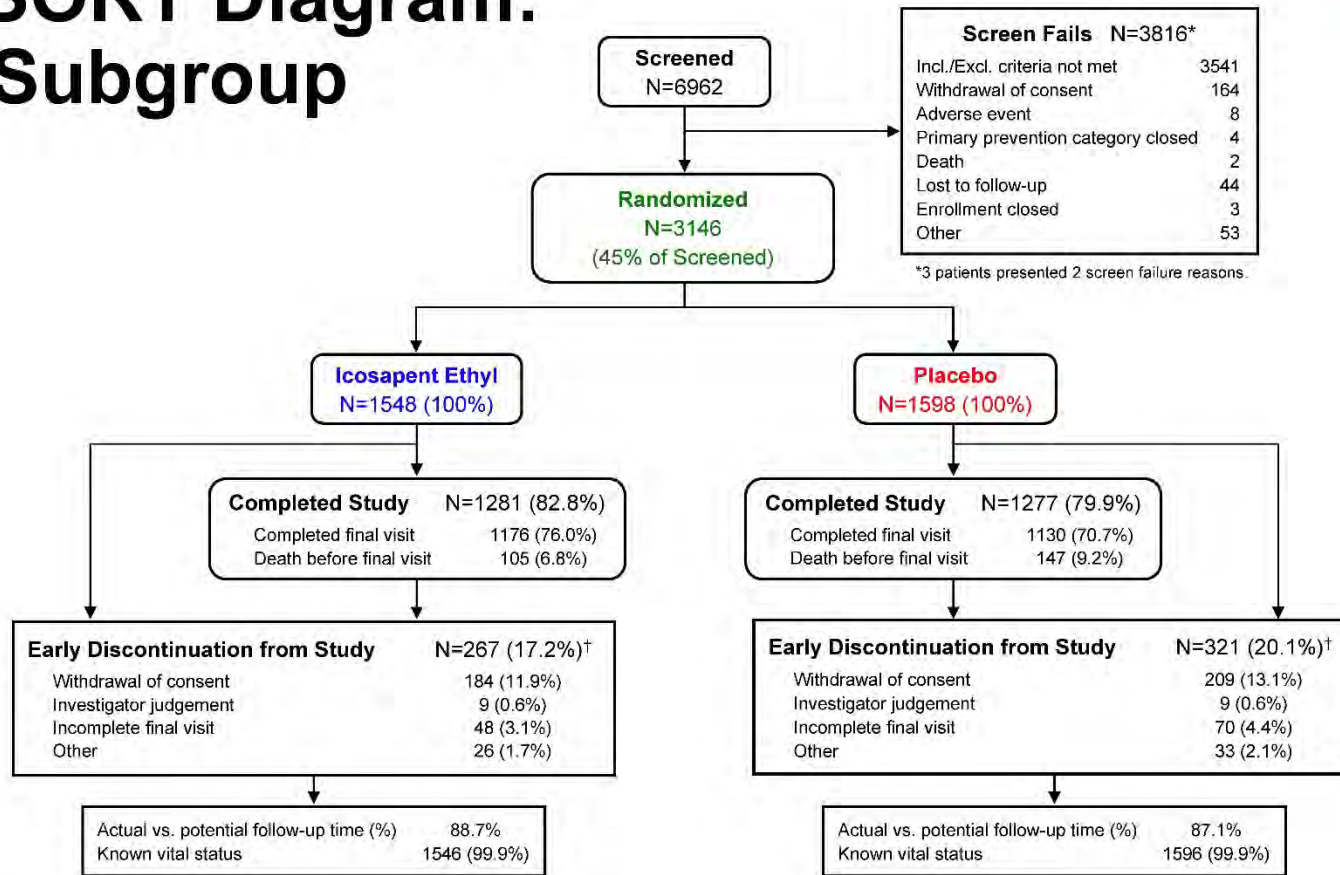 Diagram:
Subgroup
Screened
N=6962
Screen Fails N=3816*
Incl./Excl. criteria not met 3541
Withdrawal of consent 164
Adverse event 8
Primary prevention category closed 4
Death 2
Lost to follow-up 44
Enrollment closed 3
Other 53
*3 patients presented 2 screen failure reasons.
Randomized
N=3146
(45% of Screened)
Icosapent Ethyl
N=1548 (100%)
Placebo
N=1598 (100%)
Completed Study N=1281 (82.8%)
Completed final visit 1176 (76.0%)
Death before final visit 105 (6.8%)
Completed Study N=1277 (79.9%)
Completed final visit 1130 (70.7%)
Death before final visit 147 (9.2%)
Early Discontinuation from Study N=267 (17.2%)†
Withdrawal of consent 184 (11.9%)
Investigator judgement 9 (0.6%)
Incomplete final visit 48 (3.1%)
Other 26 (1.7%)
Early Discontinuation from Study N=321 (20.1%)†
Withdrawal of consent 209 (13.1%)
Investigator judgement 9 (0.6%)
Incomplete final visit 70 (4.4%)
Other 33 (2.1%)
Actual vs. potential follow-up time (%) 88.7%
Known vital status 1546 (99.9%)
Actual vs. potential follow-up time (%) 87.1%
Known vital status 1596 (99.9%)